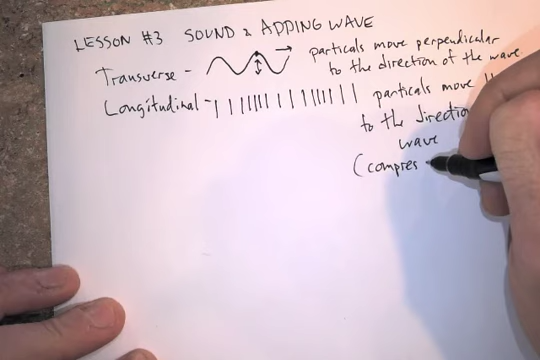 LESSON #3 SOUND & ADDING WAVE
Transverse - particals move perpendicular
to the direction of the wave.
Longitudinal - particals move
to the direction
wave
(compres